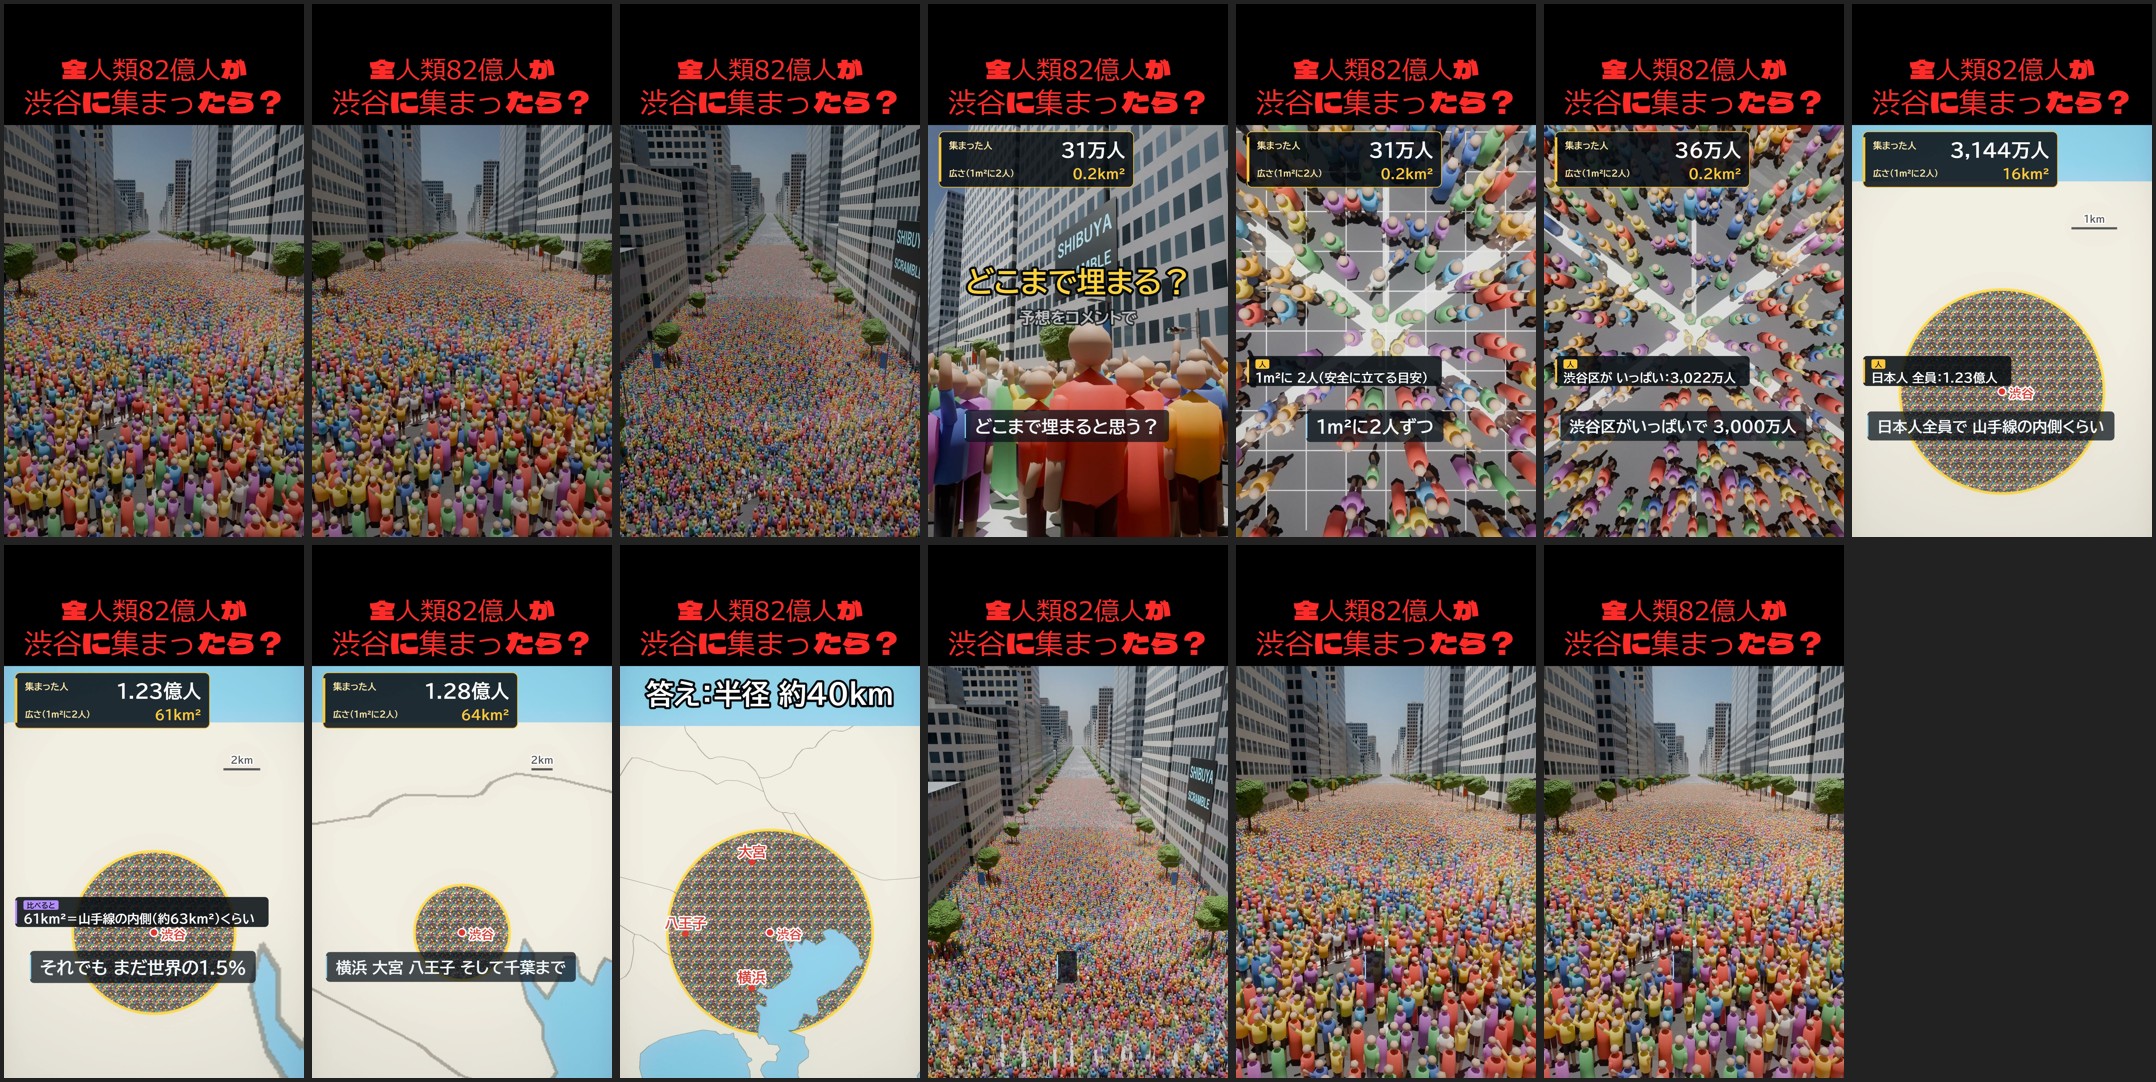 全人類82億人が
渋谷に集まったら？
全人類82億人が
渋谷に集まったら？
全人類82億人が
渋谷に集まったら？
SHIBUY
SCRAMBL
全人類82億人が
渋谷に集まったら？
集まった人 31万人
広さ(1m²に2人) 0.2km²
SHIBUYA
MBLE
どこまで埋まる？
予想をコメントで
どこまで埋まると思う？
全人類82億人が
渋谷に集まったら？
集まった人 31万人
広さ(1m²に2人) 0.2km²
人
1m²に 2人(安全に立てる目安)
1m²に2人ずつ
全人類82億人が
渋谷に集まったら？
集まった人 36万人
広さ(1m²に2人) 0.2km²
人
渋谷区が いっぱい:3,022万人
渋谷区がいっぱいで 3,000万人
全人類82億人が
渋谷に集まったら？
集まった人 3,144万人
広さ(1m²に2人) 16km²
1km
人
日本人 全員:1.23億人
渋谷
日本人全員で 山手線の内側くらい
全人類82億人が
渋谷に集まったら？
集まった人 1.23億人
広さ(1m²に2人) 61km²
2km
比べると
61km²=山手線の内側(約63km²)くらい
渋谷
それでも まだ世界の1.5%
全人類82億人が
渋谷に集まったら？
集まった人 1.28億人
広さ(1m²に2人) 64km²
2km
渋谷
横浜 大宮 八王子 そして千葉まで
全人類82億人が
渋谷に集まったら？
答え:半径 約40km
大宮
八王子
渋谷
横浜
全人類82億人が
渋谷に集まったら？
SHIBUYA
SCRAMBLE
全人類82億人が
渋谷に集まったら？
全人類82億人が
渋谷に集まったら？